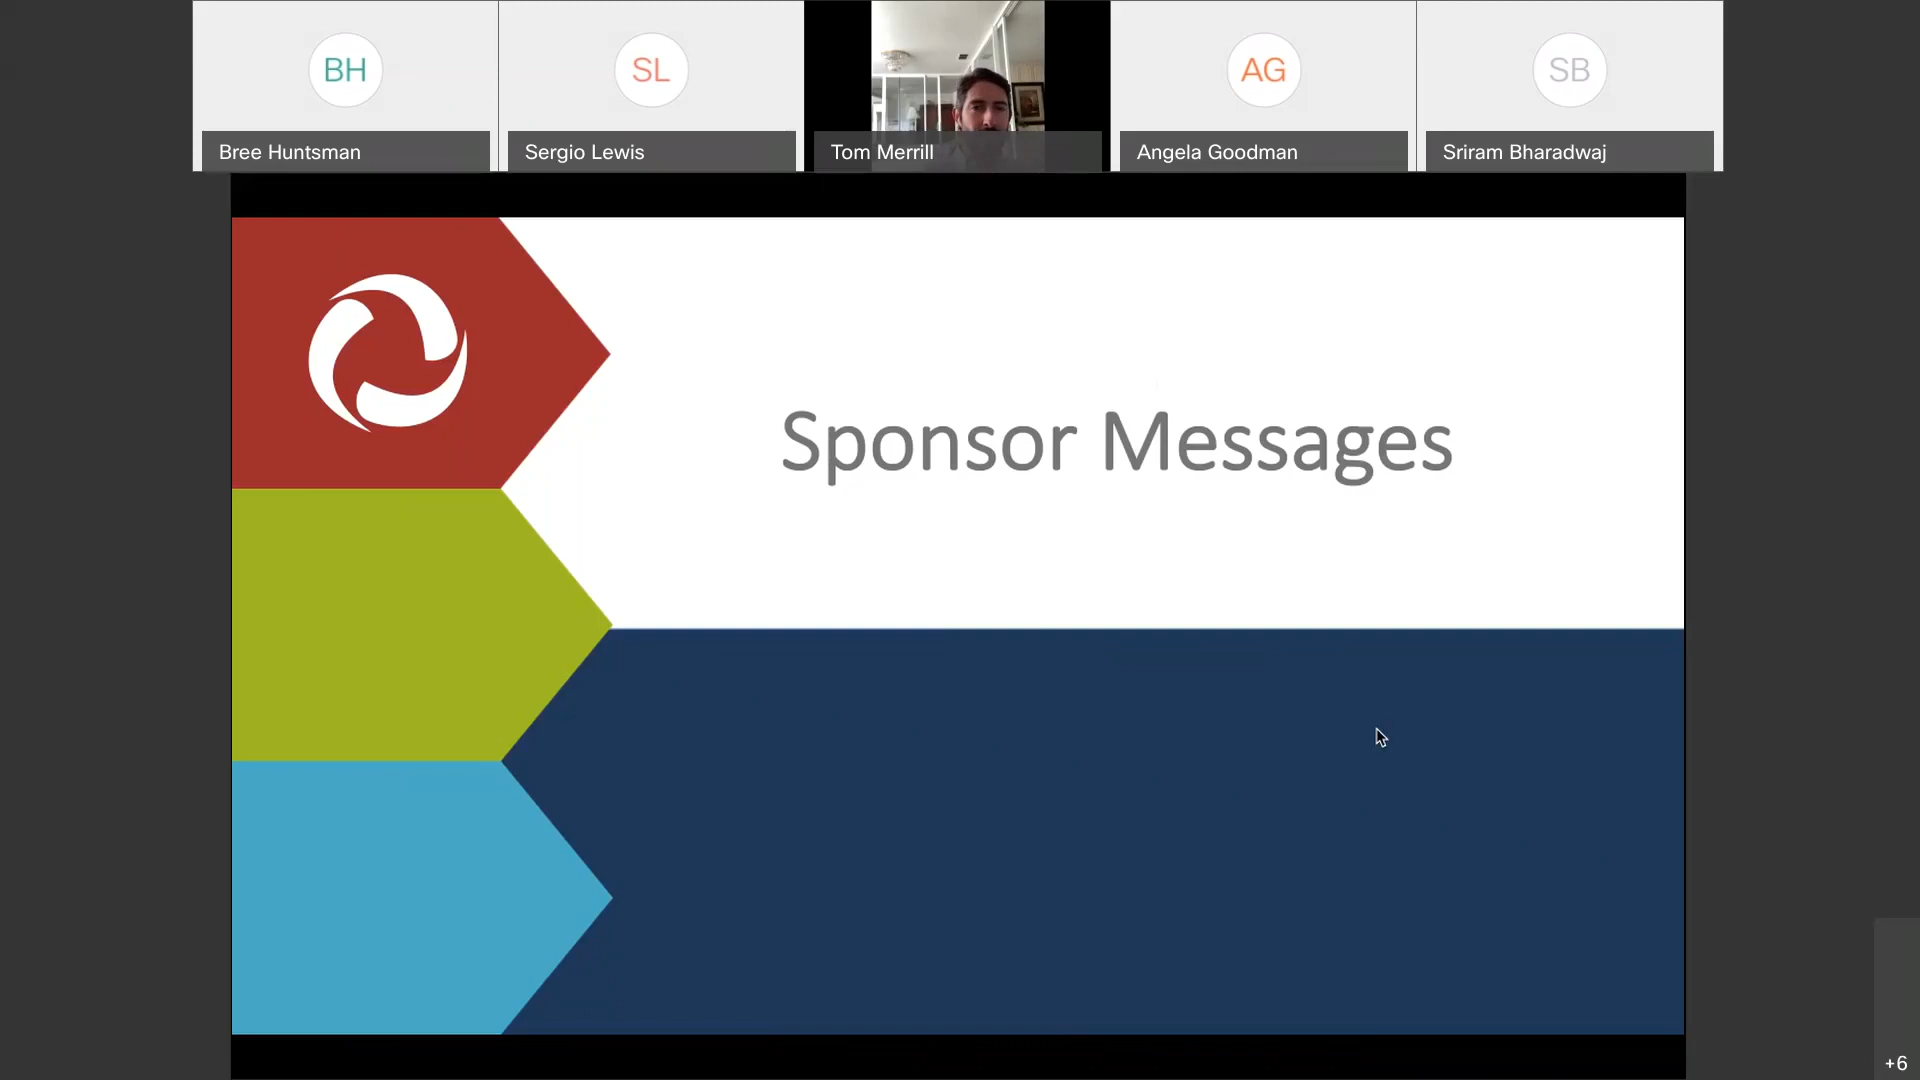 BH
SL
AG
SB
Bree Huntsman
Sergio Lewis
Tom Merrill
Angela Goodman
Sriram Bharadwaj
Sponsor Messages
+6